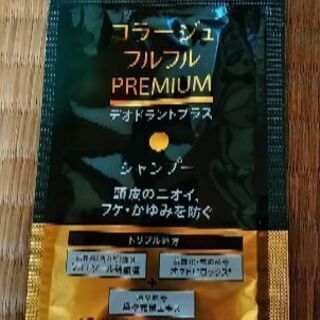 コラージュ
フルフル
PREMIUM
デオドラントプラス
シャンプー
頭皮のニオイ、
フケ・かゆみを防ぐ
トリプル処方
+